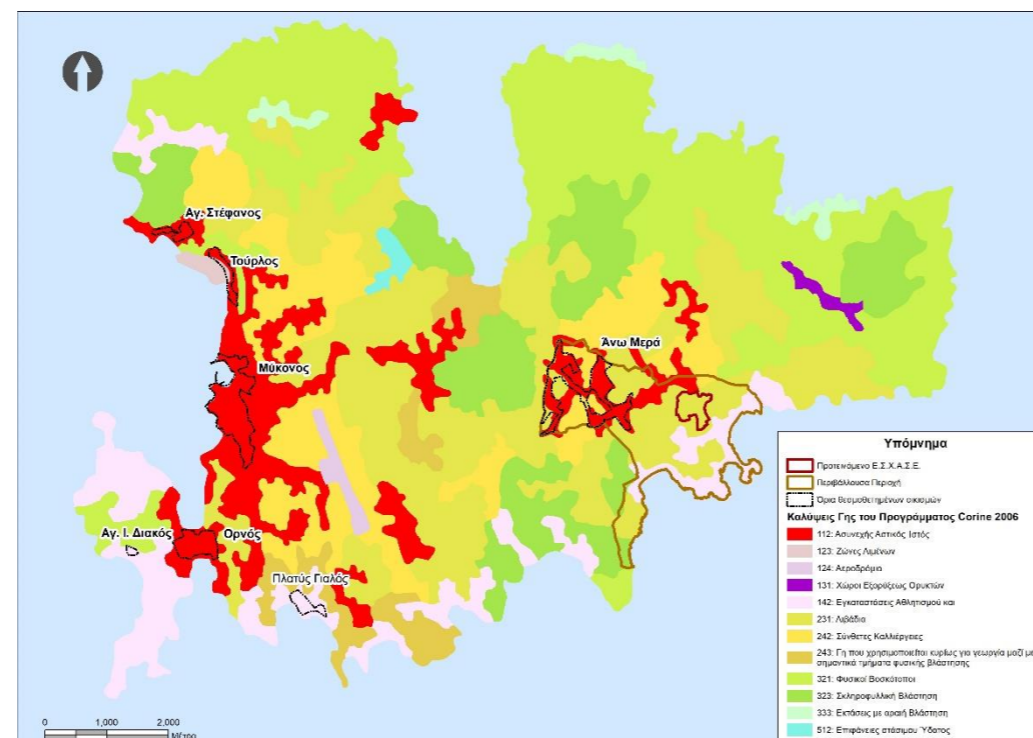 Αγ. Στέφανος
Τούρλος
Μύκονος
Άνω Μερά
Αγ. Ι. Διακός
Ορνός
Πλατύς Γιαλός
0 1,000 2,000
Μέτρα
Υπόμνημα
Προτεινόμενο Ε.Σ.Χ.Α.Σ.Ε.
Περιβάλλουσα Περιοχή
Όρια θεσμοθετημένων οικισμών
Καλύψεις Γης του Προγράμματος Corine 2006
112: Ασυνεχής Αστικός Ιστός
123: Ζώνες Λιμένων
124: Αεροδρόμιο
131: Χώροι Εξορύξεως Ορυκτών
142: Εγκαταστάσεις Αθλητισμού και
231: Λιβάδια
242: Σύνθετες Καλλιέργειες
243: Γη που χρησιμοποιείται κυρίως για γεωργία μαζί με
σημαντικά τμήματα φυσικής βλάστησης
321: Φυσικοί Βοσκότοποι
323: Σκληροφυλλική Βλάστηση
333: Εκτάσεις με αραιή Βλάστηση
512: Επιφάνειες στάσιμου Ύδατος